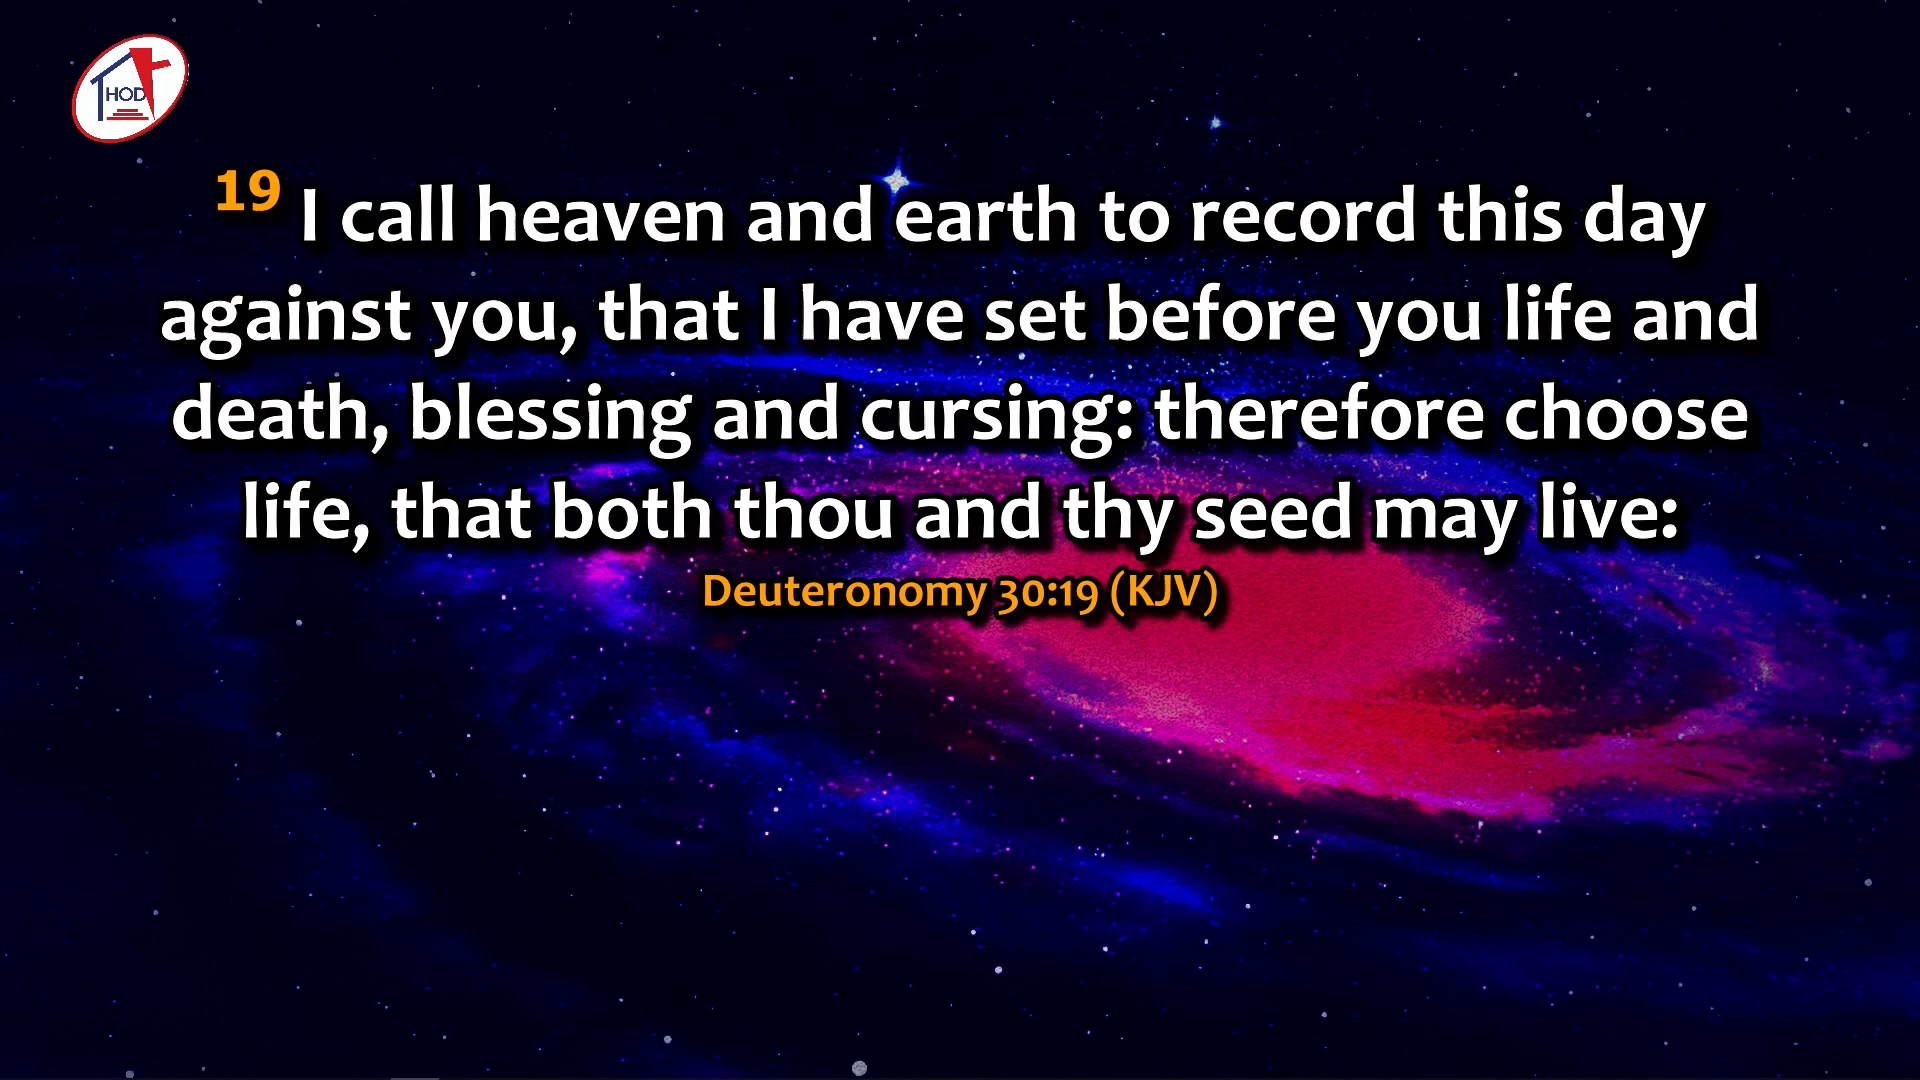 HOD
19 I call heaven and earth to record this day
against you, that I have set before you life and
death, blessing and cursing: therefore choose
life, that both thou and thy seed may live:
Deuteronomy 30:19 (KJV)